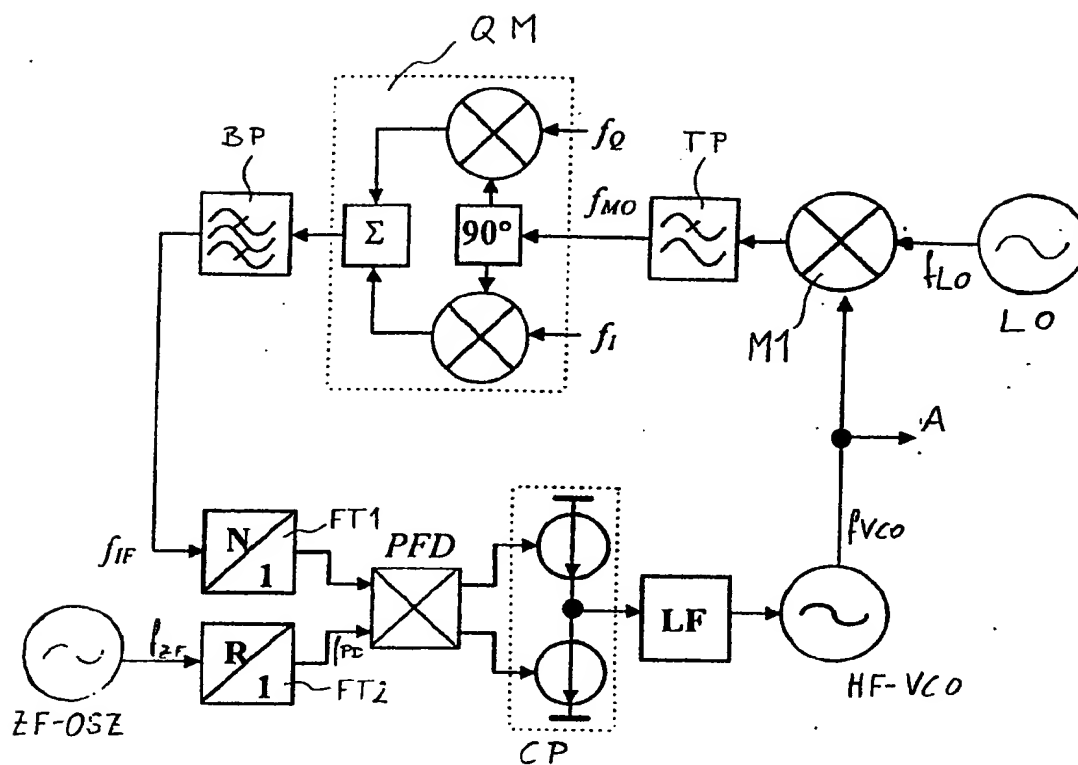 QM
BP
TP
fQ
fMO
Σ
90°
fLO
LO
M1
fI
A
fVCO
N
1
FT1
PFD
fIF
LF
fZF
R
1
fPD
FT2
ZF-OSZ
HF-VCO
CP